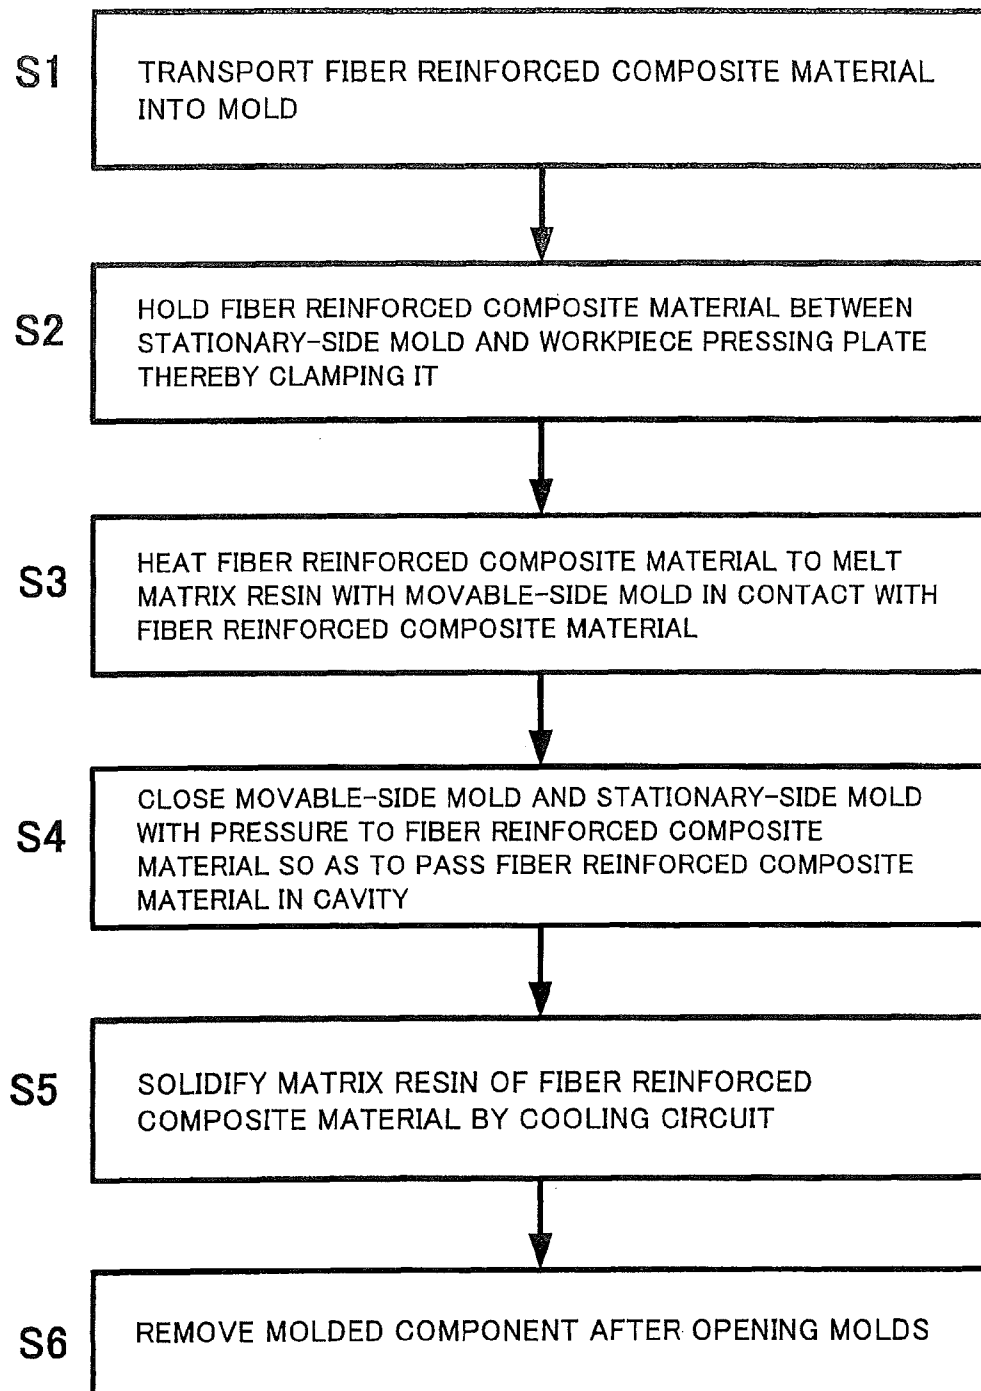 S1
TRANSPORT FIBER REINFORCED COMPOSITE MATERIAL
INTO MOLD
S2
HOLD FIBER REINFORCED COMPOSITE MATERIAL BETWEEN
STATIONARY-SIDE MOLD AND WORKPIECE PRESSING PLATE
THEREBY CLAMPING IT
S3
HEAT FIBER REINFORCED COMPOSITE MATERIAL TO MELT
MATRIX RESIN WITH MOVABLE-SIDE MOLD IN CONTACT WITH
FIBER REINFORCED COMPOSITE MATERIAL
S4
CLOSE MOVABLE-SIDE MOLD AND STATIONARY-SIDE MOLD
WITH PRESSURE TO FIBER REINFORCED COMPOSITE
MATERIAL SO AS TO PASS FIBER REINFORCED COMPOSITE
MATERIAL IN CAVITY
S5
SOLIDIFY MATRIX RESIN OF FIBER REINFORCED
COMPOSITE MATERIAL BY COOLING CIRCUIT
S6
REMOVE MOLDED COMPONENT AFTER OPENING MOLDS